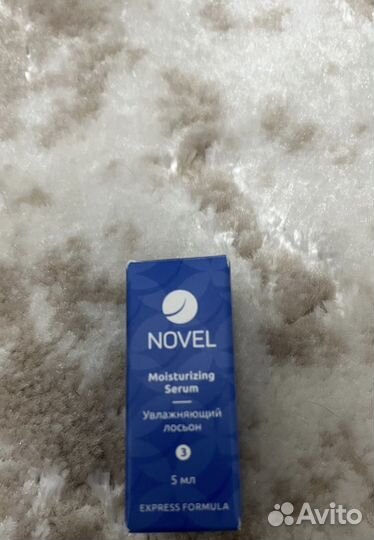 NOVEL
Moisturizing
Serum
Увлажняющий
лосьон
3
5 мл
EXPRESS FORMULA
Avito